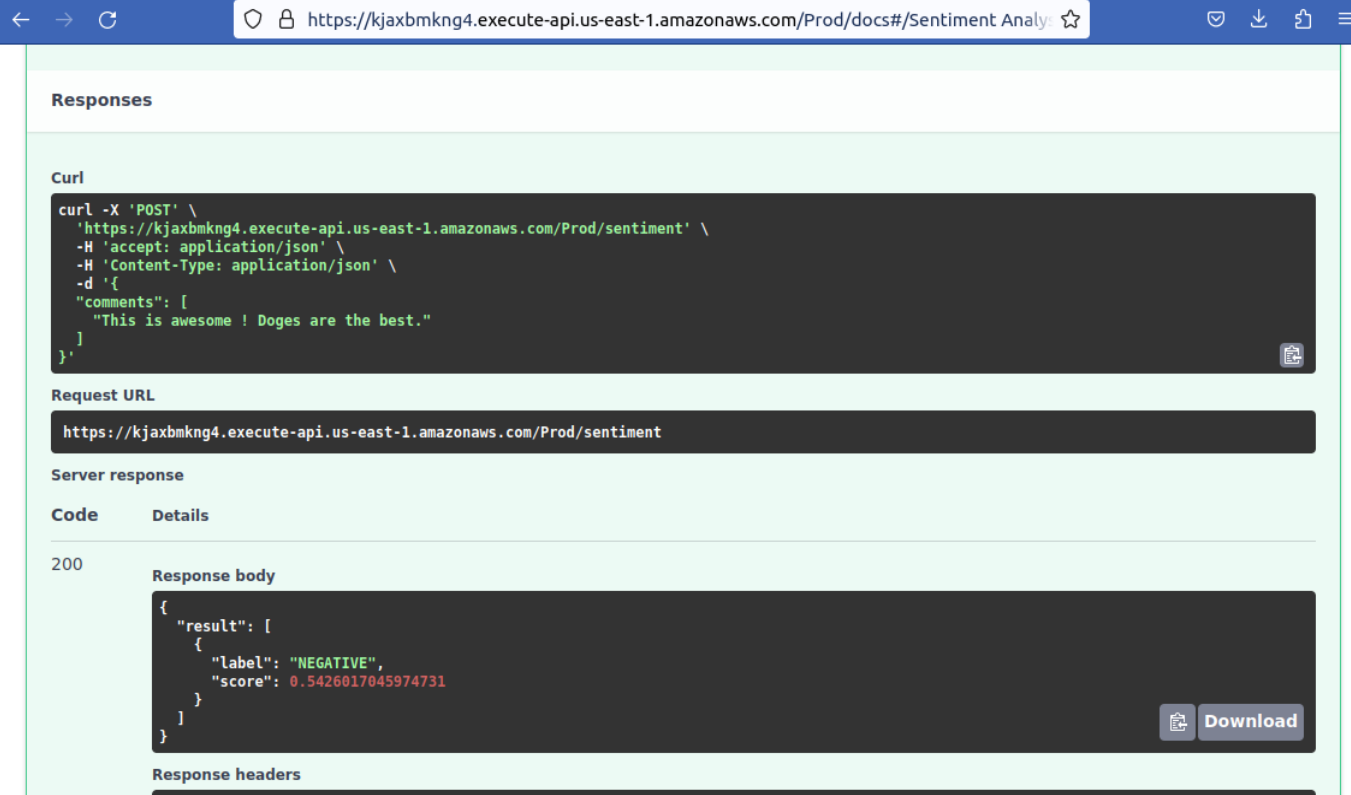 https://kjaxbmkng4.execute-api.us-east-1.amazonaws.com/Prod/docs#/Sentiment Analys
Responses
Curl
curl -X 'POST' \
'https://kjaxbmkng4.execute-api.us-east-1.amazonaws.com/Prod/sentiment' \
-H 'accept: application/json' \
-H 'Content-Type: application/json' \
-d '{
"comments": [
"This is awesome ! Doges are the best."
]
}'
Request URL
https://kjaxbmkng4.execute-api.us-east-1.amazonaws.com/Prod/sentiment
Server response
Code Details
200
Response body
{
"result": [
{
"label": "NEGATIVE",
"score": 0.5426017045974731
}
]
}
Download
Response headers